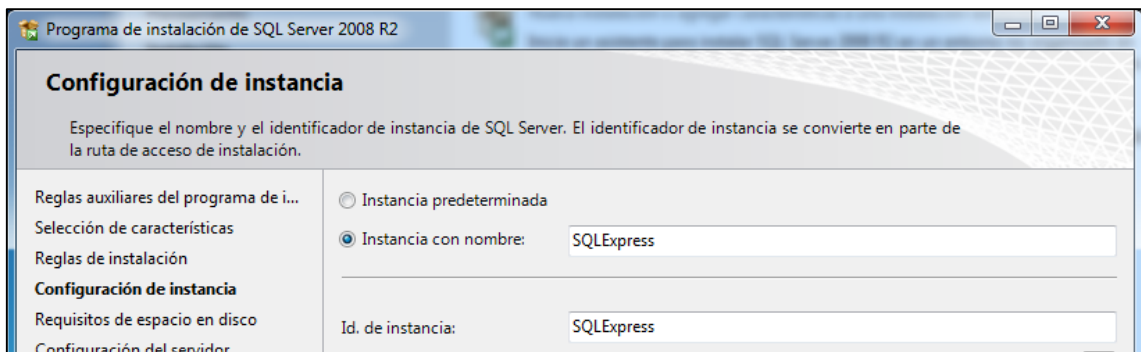 Programa de instalación de SQL Server 2008 R2
Configuración de instancia
Especifique el nombre y el identificador de instancia de SQL Server. El identificador de instancia se convierte en parte de
la ruta de acceso de instalación.
Reglas auxiliares del programa de i...
Selección de características
Reglas de instalación
Configuración de instancia
Requisitos de espacio en disco
Configuración del servidor
Instancia predeterminada
Instancia con nombre: SQLExpress
Id. de instancia: SQLExpress